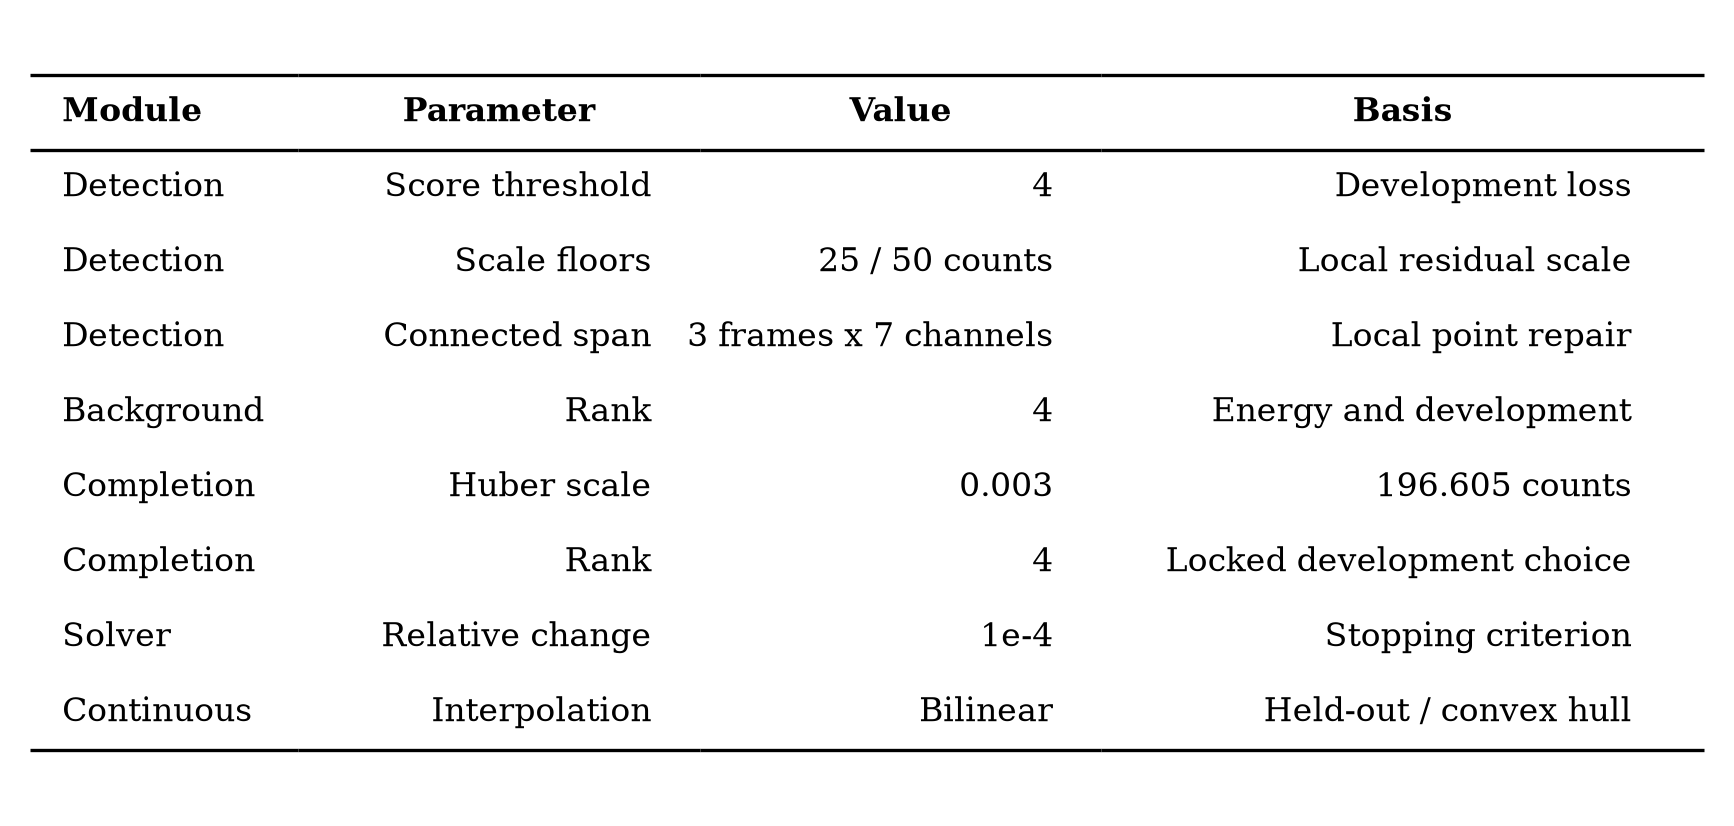 Module Parameter Value Basis
Detection Score threshold 4 Development loss
Detection Scale floors 25 / 50 counts Local residual scale
Detection Connected span 3 frames x 7 channels Local point repair
Background Rank 4 Energy and development
Completion Huber scale 0.003 196.605 counts
Completion Rank 4 Locked development choice
Solver Relative change 1e-4 Stopping criterion
Continuous Interpolation Bilinear Held-out / convex hull